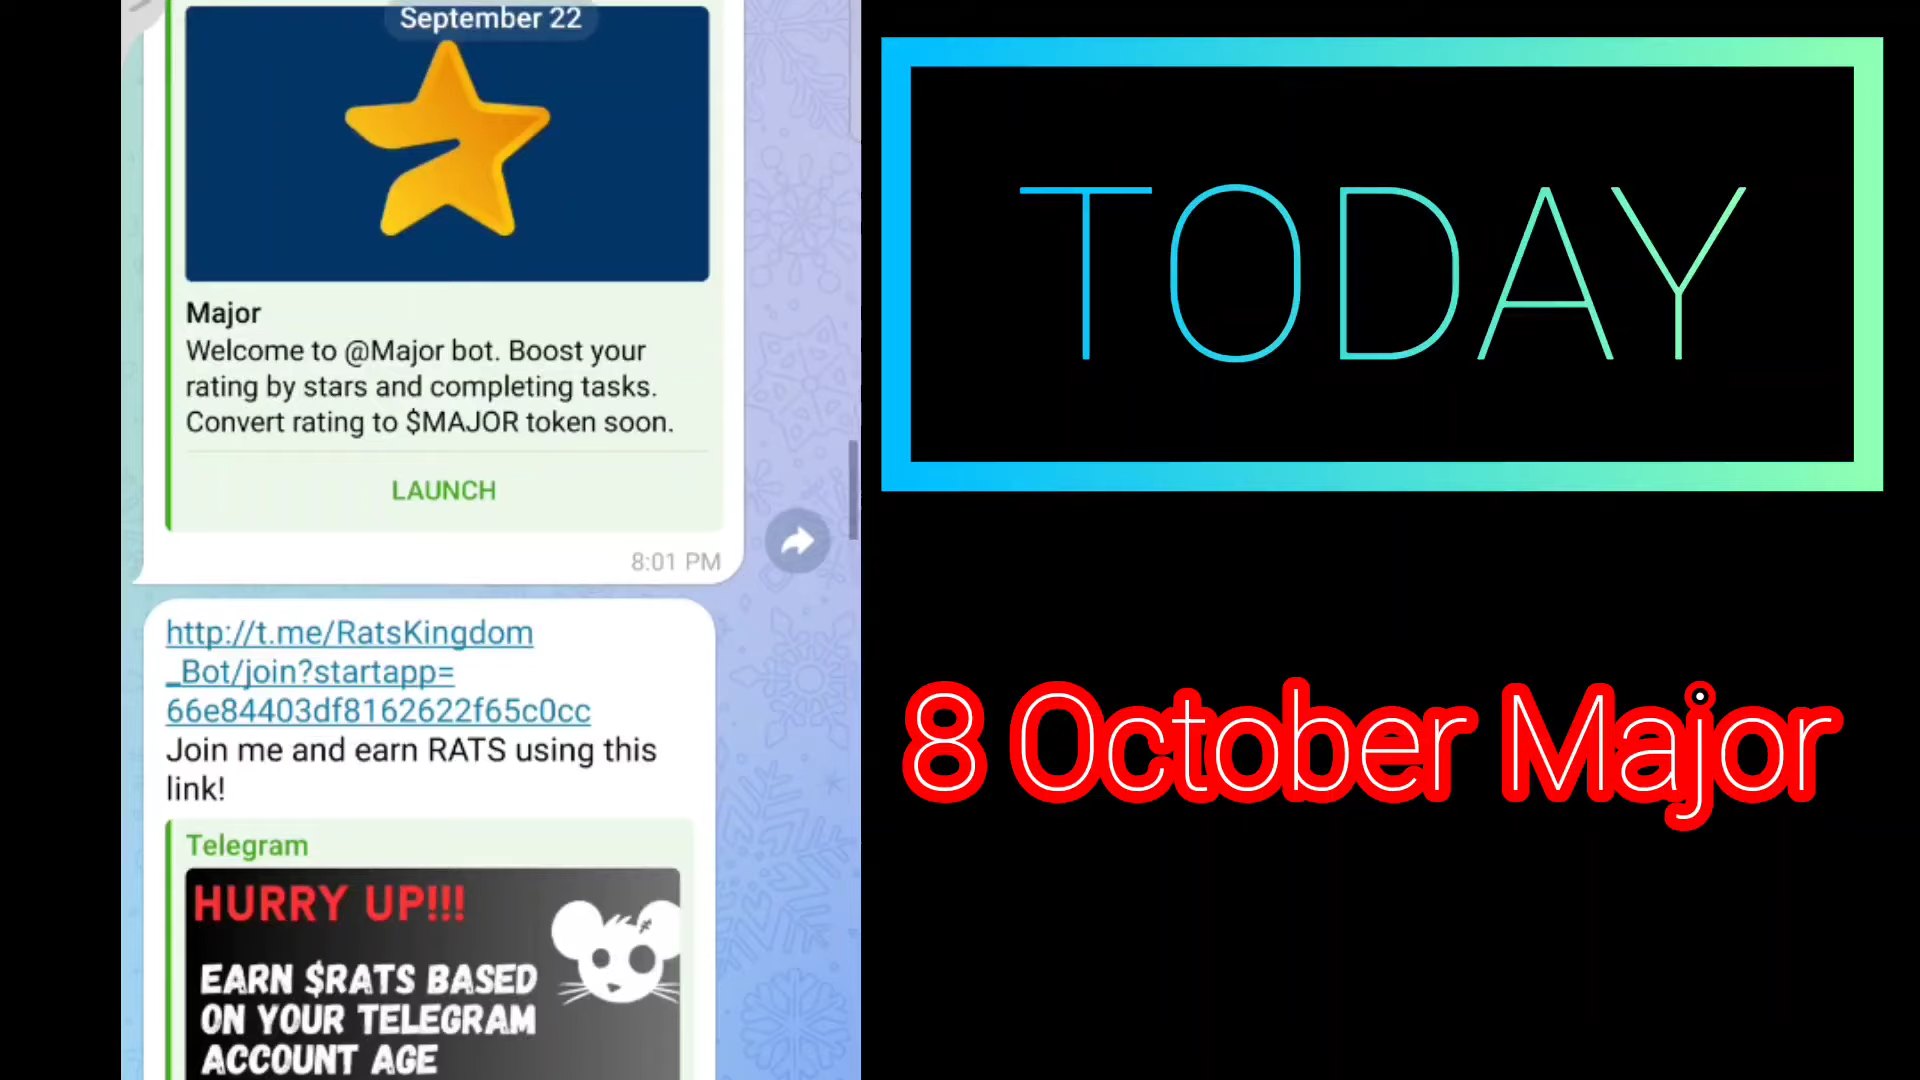 September 22
Major
Welcome to @Major bot. Boost your
rating by stars and completing tasks.
Convert rating to $MAJOR token soon.
LAUNCH
8:01 PM
http://t.me/RatsKingdom
_Bot/join?startapp=
66e84403df8162622f65c0cc
Join me and earn RATS using this
link!
Telegram
HURRY UP!!!
EARN $RATS BASED
ON YOUR TELEGRAM
ACCOUNT AGE
TODAY
8 October Major